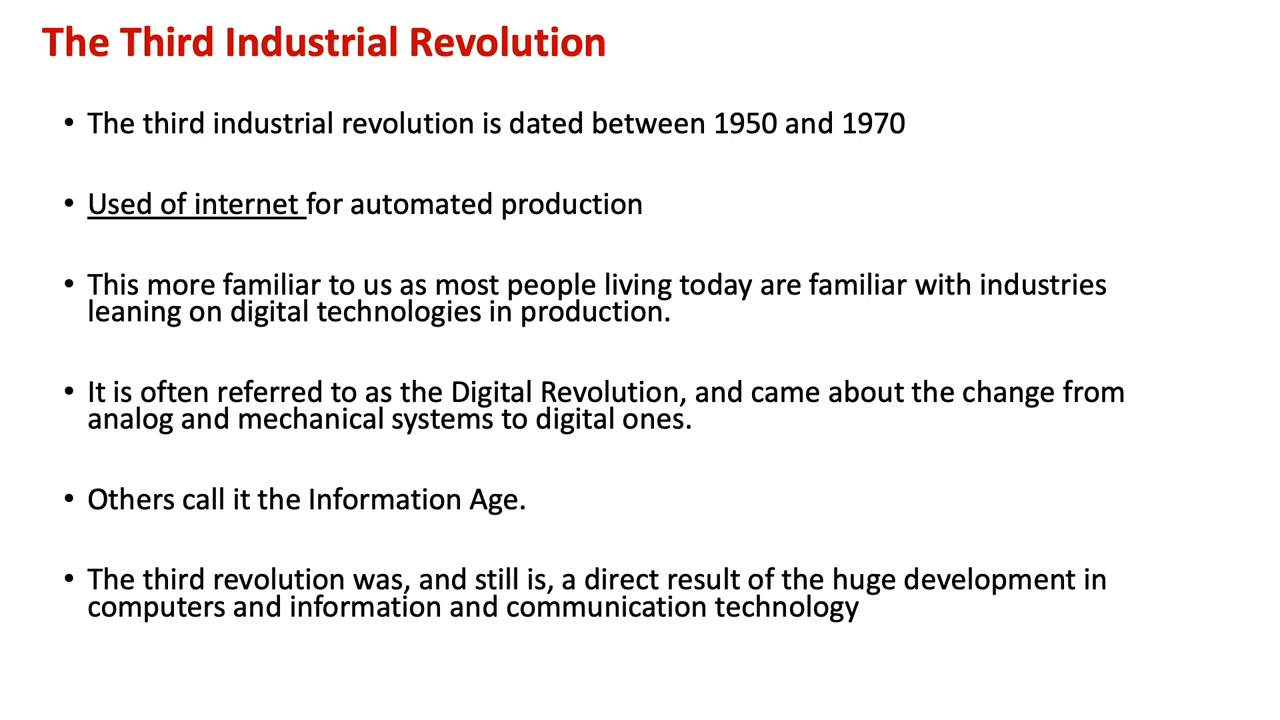 The Third Industrial Revolution
• The third industrial revolution is dated between 1950 and 1970
• Used of internet for automated production
• This more familiar to us as most people living today are familiar with industries
leaning on digital technologies in production.
• It is often referred to as the Digital Revolution, and came about the change from
analog and mechanical systems to digital ones.
• Others call it the Information Age.
• The third revolution was, and still is, a direct result of the huge development in
computers and information and communication technology